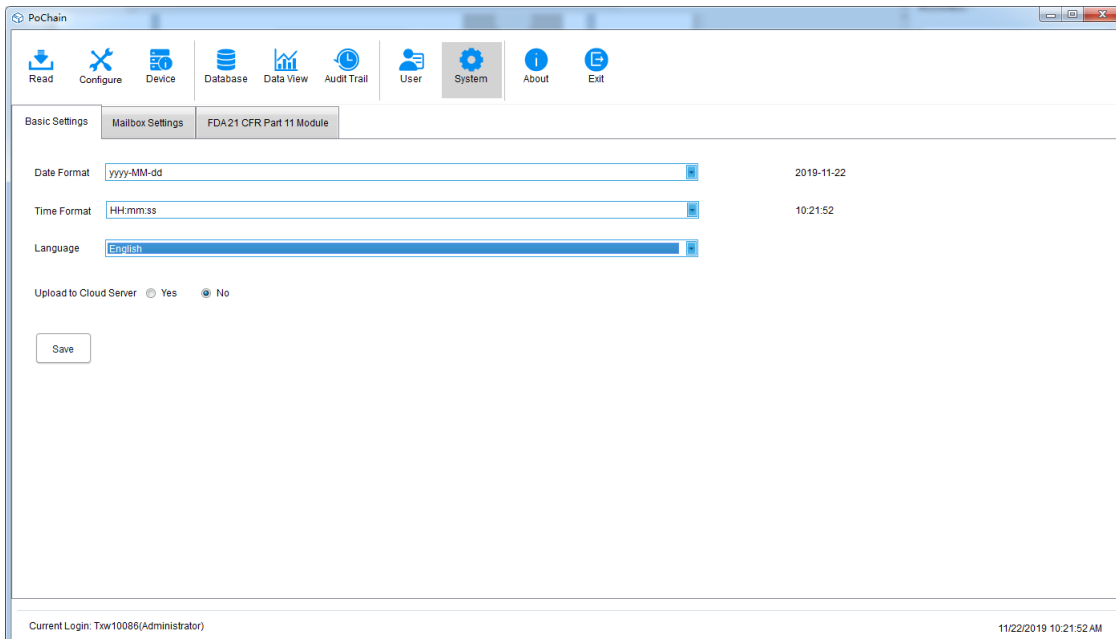 PoChain
Read Configure Device Database Data View Audit Trail User System About Exit
Basic Settings Mailbox Settings FDA 21 CFR Part 11 Module
Date Format yyyy-MM-dd 2019-11-22
Time Format HH:mm:ss 10:21:52
Language English
Upload to Cloud Server Yes No
Save
Current Login: Txw10086(Administrator) 11/22/2019 10:21:52 AM